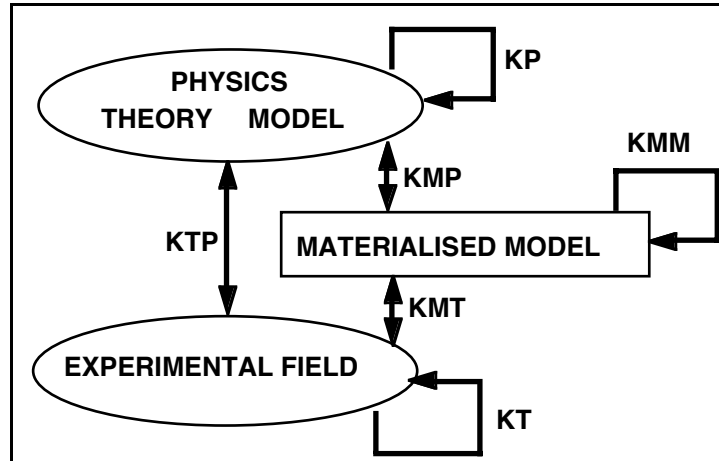 PHYSICS
THEORY MODEL
KP
KMM
KMP
KTP
MATERIALISED MODEL
KMT
EXPERIMENTAL FIELD
KT